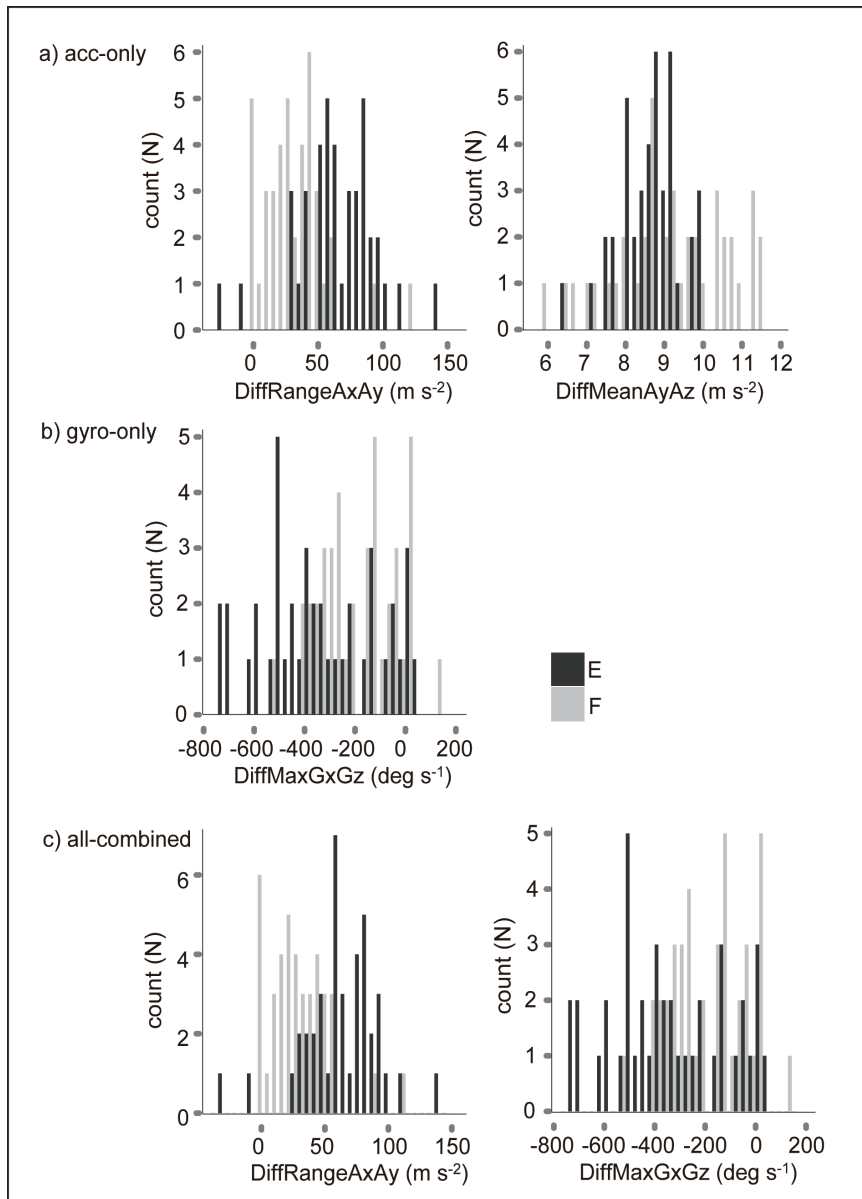 a) acc-only
6
5
4
3
2
1
0
count (N)
0 50 100 150
DiffRangeAxAy (m s-2)
6
5
4
3
2
1
0
count (N)
6 7 8 9 10 11 12
DiffMeanAyAz (m s-2)
b) gyro-only
5
4
3
2
1
0
count (N)
-800 -600 -400 -200 0 200
DiffMaxGxGz (deg s-1)
E
F
c) all-combined
6
4
2
0
count (N)
0 50 100 150
DiffRangeAxAy (m s-2)
5
4
3
2
1
0
count (N)
-800 -600 -400 -200 0 200
DiffMaxGxGz (deg s-1)